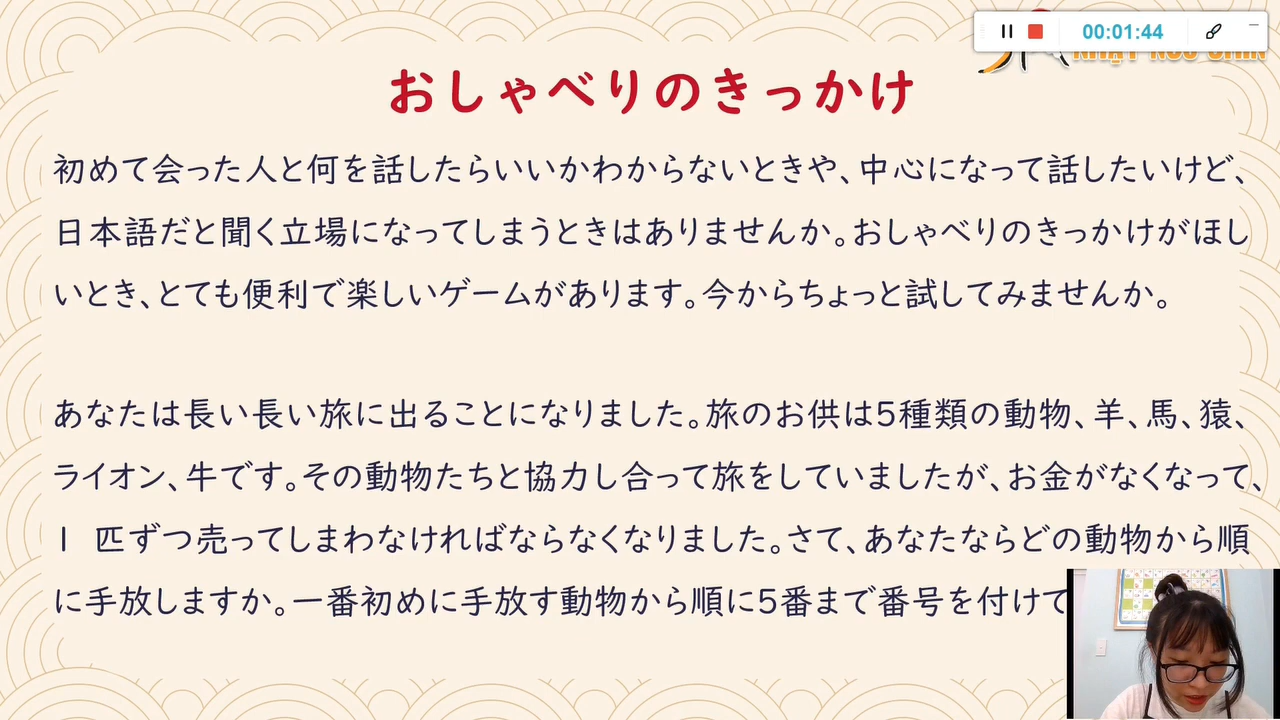 00:01:44
おしゃべりのきっかけ
初めて会った人と何を話したらいいかわからないときや、中心になって話したいけど、
日本語だと聞く立場になってしまうときはありませんか。おしゃべりのきっかけがほし
いとき、とても便利で楽しいゲームがあります。今からちょっと試してみませんか。
あなたは長い長い旅に出ることになりました。旅のお供は5種類の動物、羊、馬、猿、
ライオン、牛です。その動物たちと協力し合って旅をしていましたが、お金がなくなって、
1 匹ずつ売ってしまわなければならなくなりました。さて、あなたならどの動物から順
に手放しますか。一番初めに手放す動物から順に5番まで番号を付けて